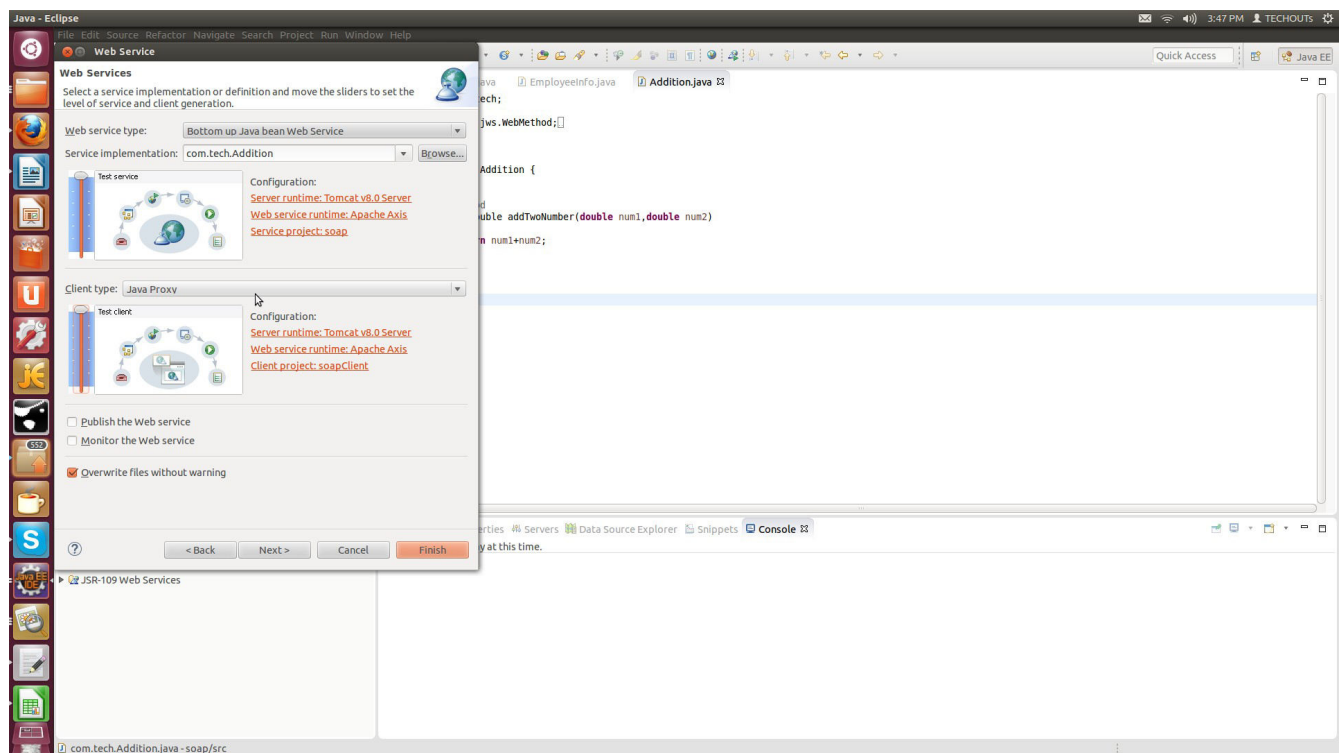 Java - Eclipse
3:47 PM TECHOUTs
File Edit Source Refactor Navigate Search Project Run Window Help
Web Service
Quick Access
Java EE
Web Services
Select a service implementation or definition and move the sliders to set the
level of service and client generation.
Web service type: Bottom up Java bean Web Service
Service implementation: com.tech.Addition Browse...
Test service
Configuration:
Server runtime: Tomcat v8.0 Server
Web service runtime: Apache Axis
Service project: soap
Client type: Java Proxy
Test client
Configuration:
Server runtime: Tomcat v8.0 Server
Web service runtime: Apache Axis
Client project: soapClient
Publish the Web service
Monitor the Web service
Overwrite files without warning
< Back Next > Cancel Finish
ava EmployeeInfo.java Addition.java
ech;
jws.WebMethod;
Addition {
d
uble addTwoNumber(double num1,double num2)
n num1+num2;
erties Servers Data Source Explorer Snippets Console
y at this time.
JSR-109 Web Services
552
Java EE
IDE
com.tech.Addition.java - soap/src